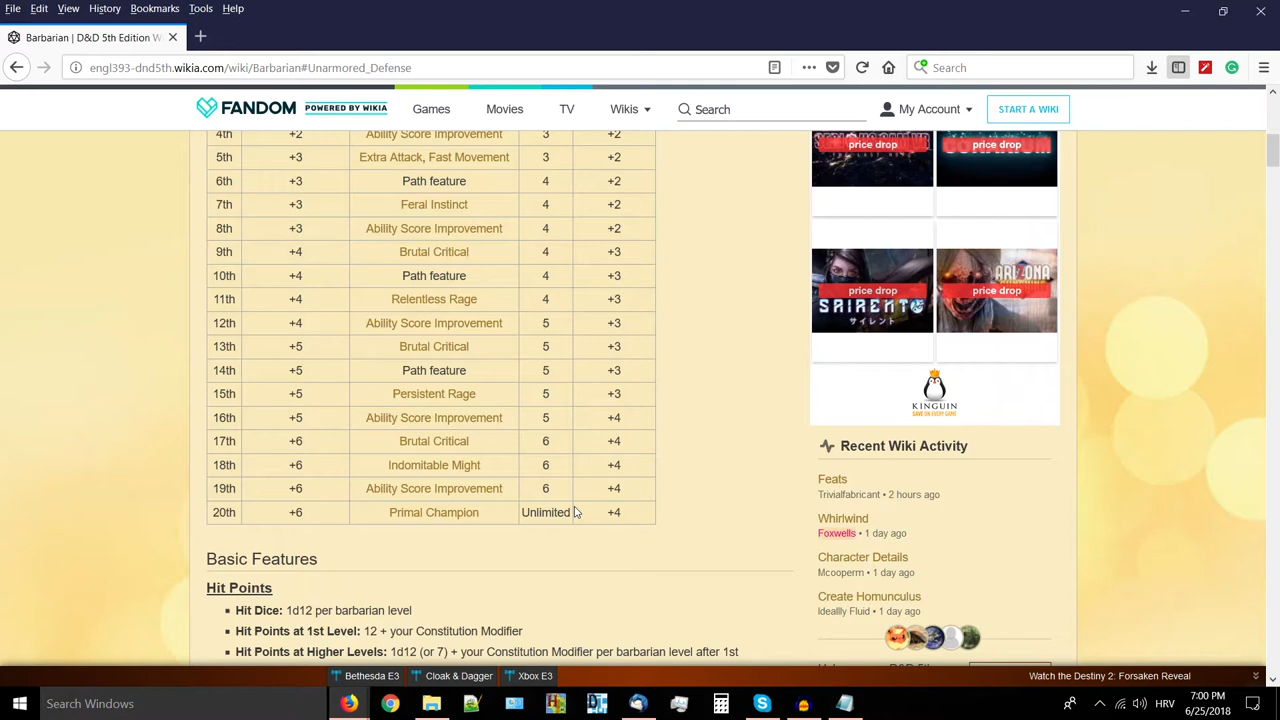 File Edit View History Bookmarks Tools Help
Barbarian | D&D 5th Edition W
engl393-dnd5th.wikia.com/wiki/Barbarian#Unarmored_Defense
Search
FANDOM POWERED BY WIKIA Games Movies TV Wikis Search My Account START A WIKI
4th +2 Ability Score Improvement 3 +2
5th +3 Extra Attack, Fast Movement 3 +2
6th +3 Path feature 4 +2
7th +3 Feral Instinct 4 +2
8th +3 Ability Score Improvement 4 +2
9th +4 Brutal Critical 4 +3
10th +4 Path feature 4 +3
11th +4 Relentless Rage 4 +3
12th +4 Ability Score Improvement 5 +3
13th +5 Brutal Critical 5 +3
14th +5 Path feature 5 +3
15th +5 Persistent Rage 5 +3
16th +5 Ability Score Improvement 5 +4
17th +6 Brutal Critical 6 +4
18th +6 Indomitable Might 6 +4
19th +6 Ability Score Improvement 6 +4
20th +6 Primal Champion Unlimited +4
Basic Features
Hit Points
Hit Dice: 1d12 per barbarian level
Hit Points at 1st Level: 12 + your Constitution Modifier
Hit Points at Higher Levels: 1d12 (or 7) + your Constitution Modifier per barbarian level after 1st
price drop
price drop
price drop
SAIRENTO
サイレント
ARIZONA
price drop
KINGUIN
SAVE ON EVERY GAME
Recent Wiki Activity
Feats
Trivialfabricant • 2 hours ago
Whirlwind
Foxwells • 1 day ago
Character Details
Mcooperm • 1 day ago
Create Homunculus
Ideallly Fluid • 1 day ago
Bethesda E3 Cloak & Dagger Xbox E3 Watch the Destiny 2: Forsaken Reveal
Search Windows
HRV
7:00 PM
6/25/2018